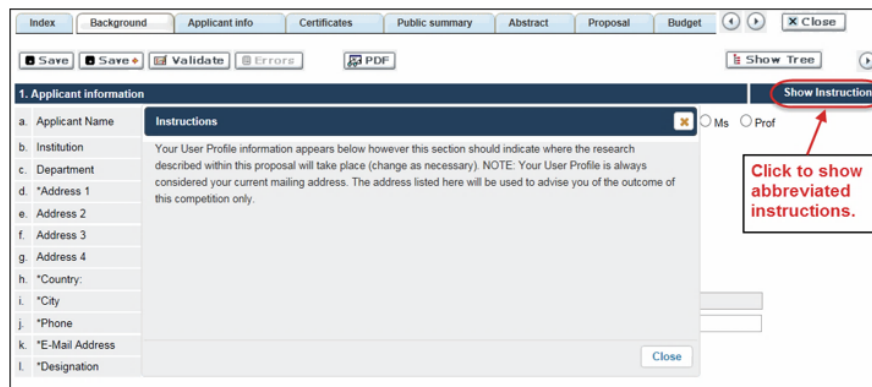 Index Background Applicant info Certificates Public summary Abstract Proposal Budget Close
Save Save Validate Errors PDF Show Tree
1. Applicant information Show Instruction
a. Applicant Name
Instructions
Ms Prof
b. Institution
Your User Profile information appears below however this section should indicate where the research
c. Department
described within this proposal will take place (change as necessary). NOTE: Your User Profile is always
d. *Address 1
considered your current mailing address. The address listed here will be used to advise you of the outcome of
e. Address 2
this competition only.
f. Address 3
g. Address 4
h. *Country:
i. *City
j. *Phone
k. *E-Mail Address
l. *Designation
Close
Click to show
abbreviated
instructions.